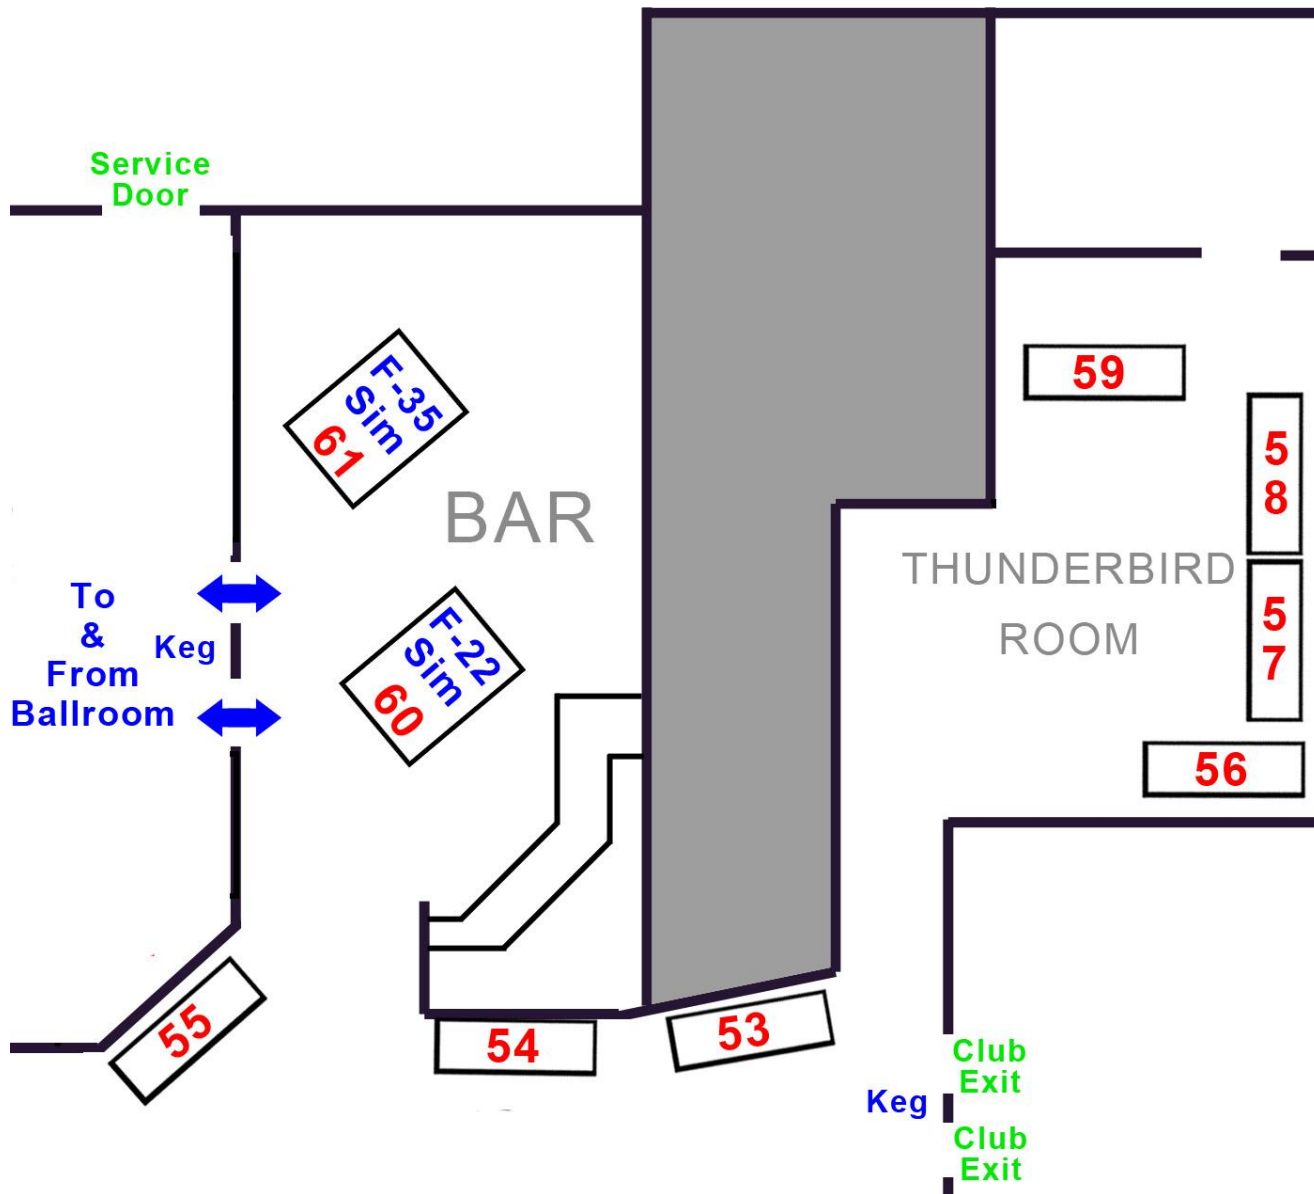 Service
Door
F-35
Sim
61
BAR
59
5
8
THUNDERBIRD
ROOM
5
7
56
To
&
From
Ballroom
Keg
F-22
Sim
60
55
54
53
Club
Exit
Keg
Club
Exit